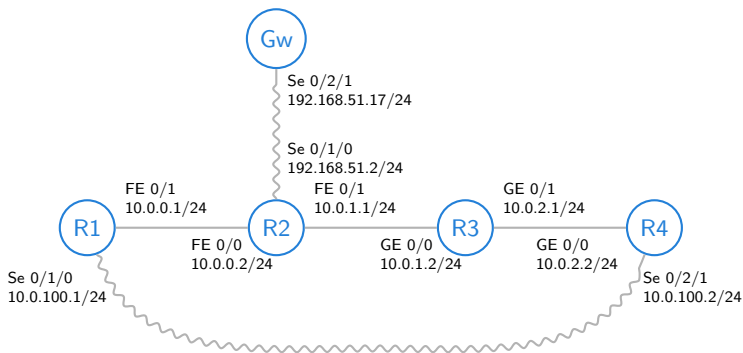 Gw
Se 0/2/1
192.168.51.17/24
Se 0/1/0
192.168.51.2/24
FE 0/1
10.0.0.1/24
FE 0/1
10.0.1.1/24
GE 0/1
10.0.2.1/24
R1
R2
R3
R4
FE 0/0
10.0.0.2/24
GE 0/0
10.0.1.2/24
GE 0/0
10.0.2.2/24
Se 0/1/0
10.0.100.1/24
Se 0/2/1
10.0.100.2/24